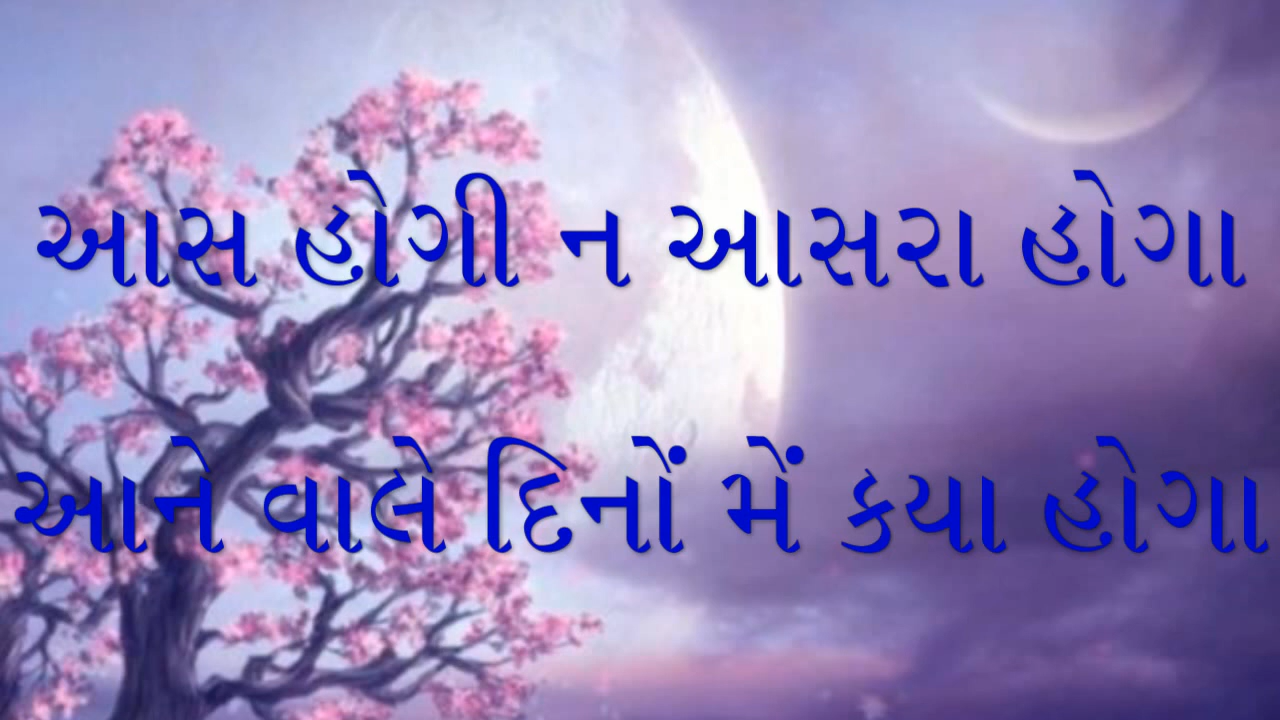 આસ હોગી ન આસરા હોગા
આને વાલે દિનોં મેં કયા હોગા